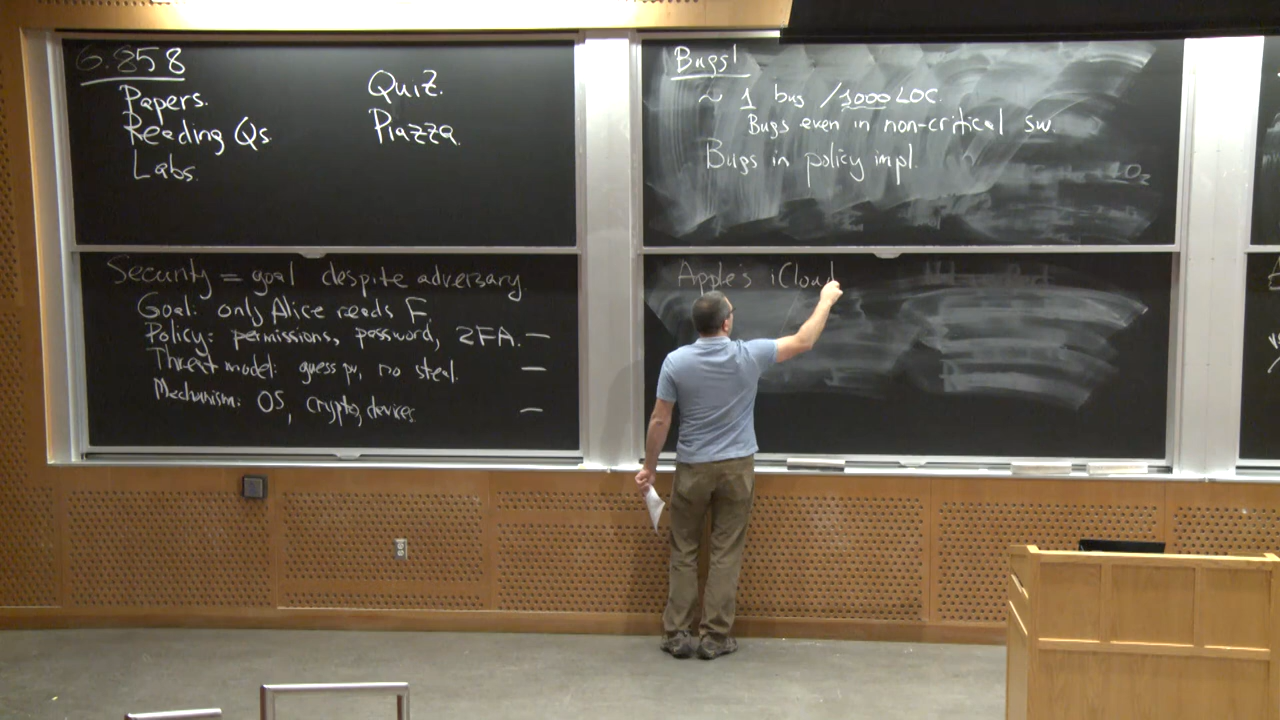 6.858
Papers.
Reading Qs.
Labs.
Quiz.
Piazza.
Security = goal despite adversary.
Goal: only Alice reads F
Policy: permissions, password, 2FA. —
Threat model: guess pw, no steal. —
Mechanism: OS, crypto, devices. —
Bugs!
~ 1 bug / 1000 LOC.
Bugs even in non-critical sw.
Bugs in policy impl.
Apple's iCloud